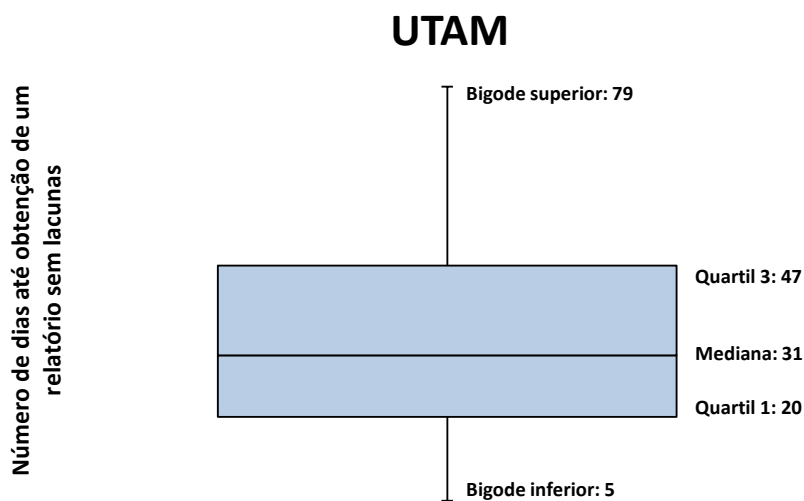 UTAM
Número de dias até obtenção de um
relatório sem lacunas
Bigode superior: 79
Quartil 3: 47
Mediana: 31
Quartil 1: 20
Bigode inferior: 5